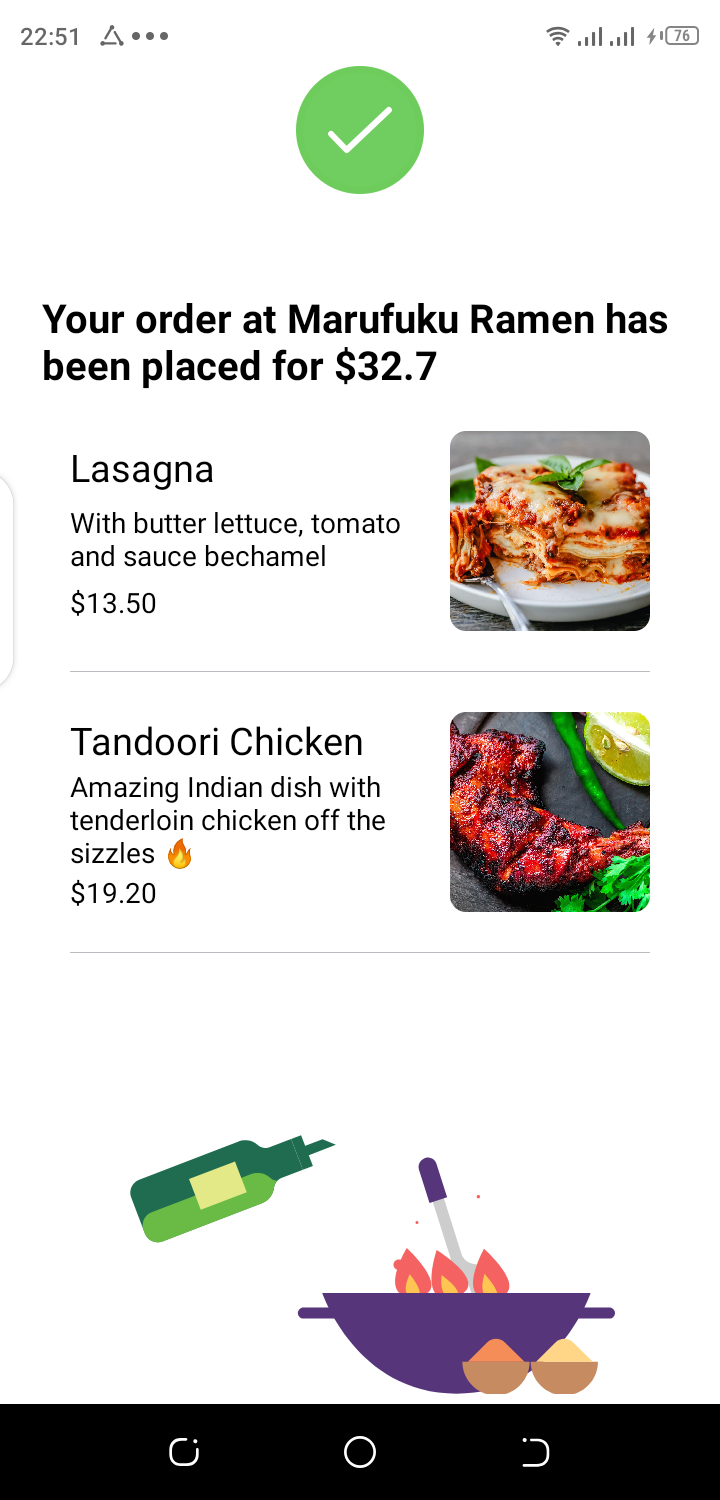 22:51
76
Your order at Marufuku Ramen has
been placed for $32.7
Lasagna
With butter lettuce, tomato
and sauce bechamel
$13.50
Tandoori Chicken
Amazing Indian dish with
tenderloin chicken off the
sizzles 🔥
$19.20